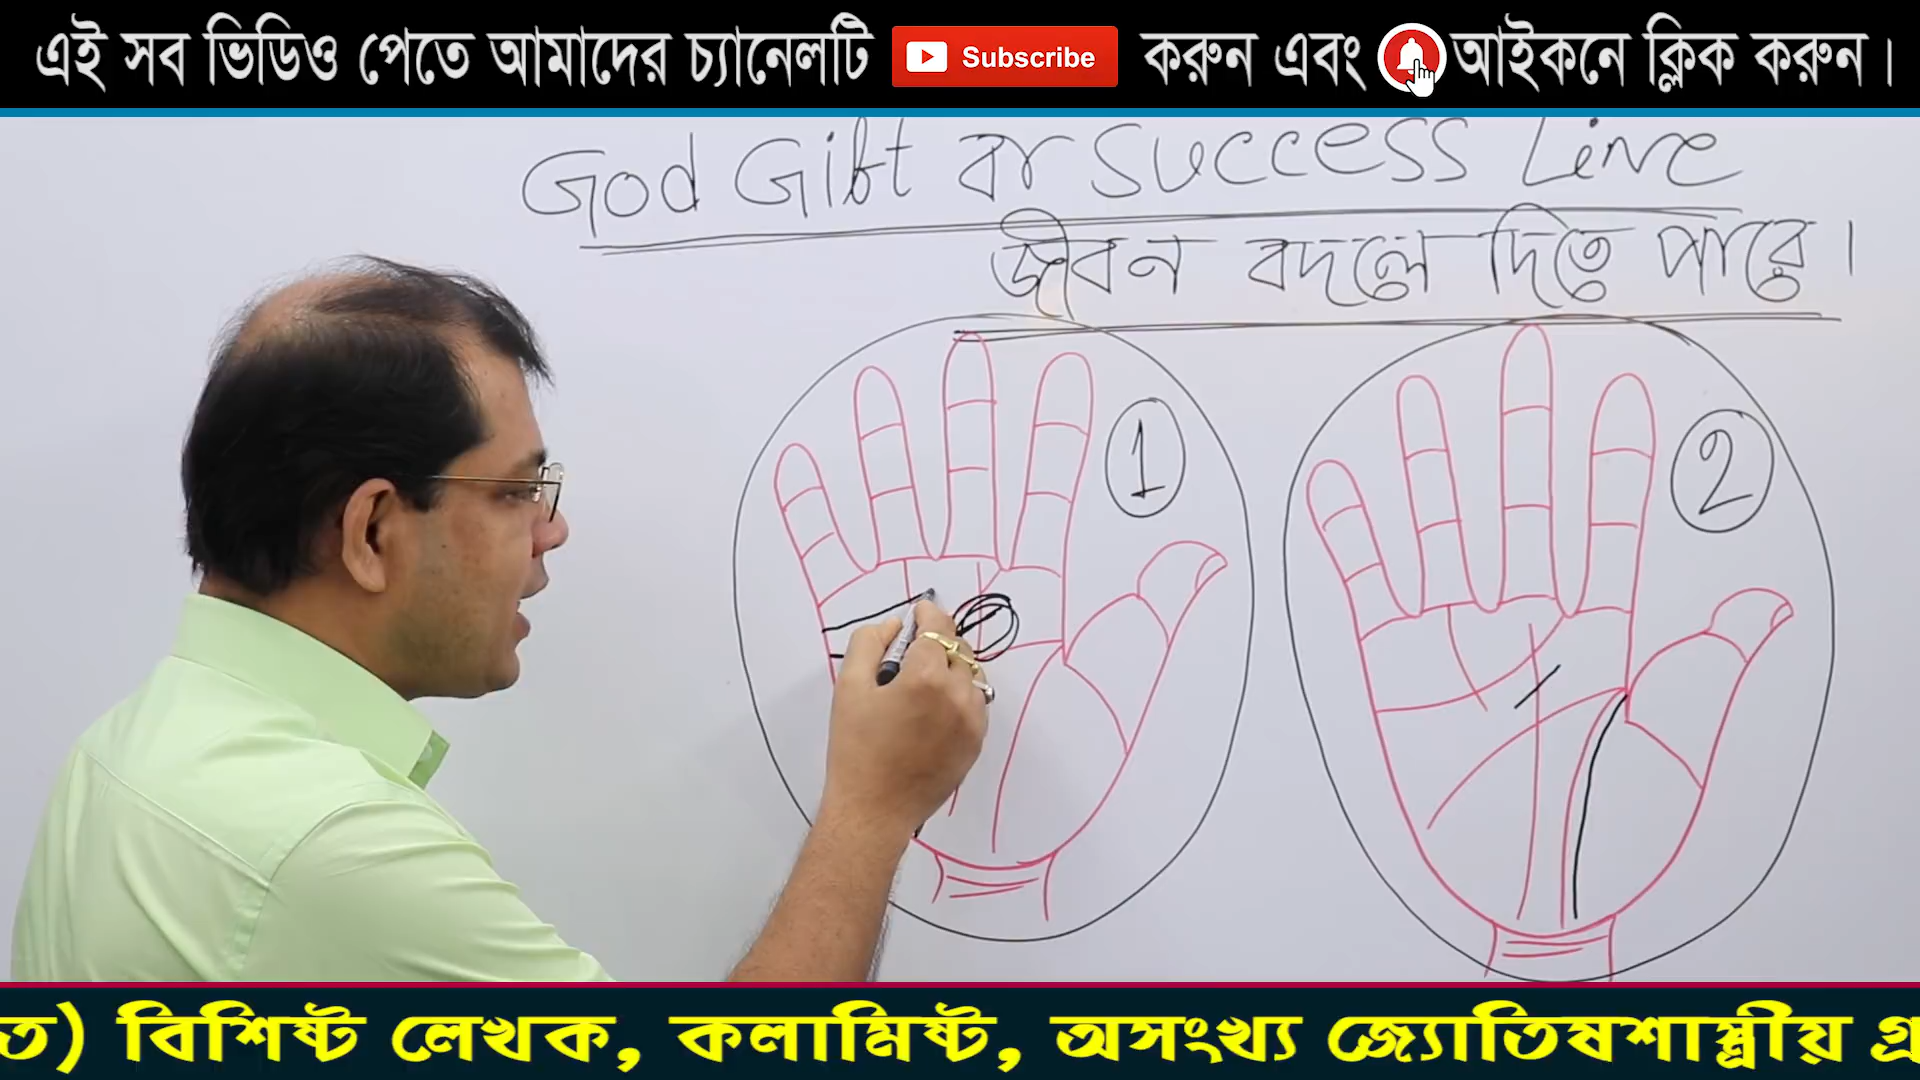 এই সব ভিডিও পেতে আমাদের চ্যানেলটি Subscribe করুন এবং আইকনে ক্লিক করুন।
God Gift বা Success Line
জীবন বদলে দিতে পারে।
1
2
ত) বিশিষ্ট লেখক, কলামিষ্ট, অসংখ্য জ্যোতিষশাস্ত্রীয় গ্র